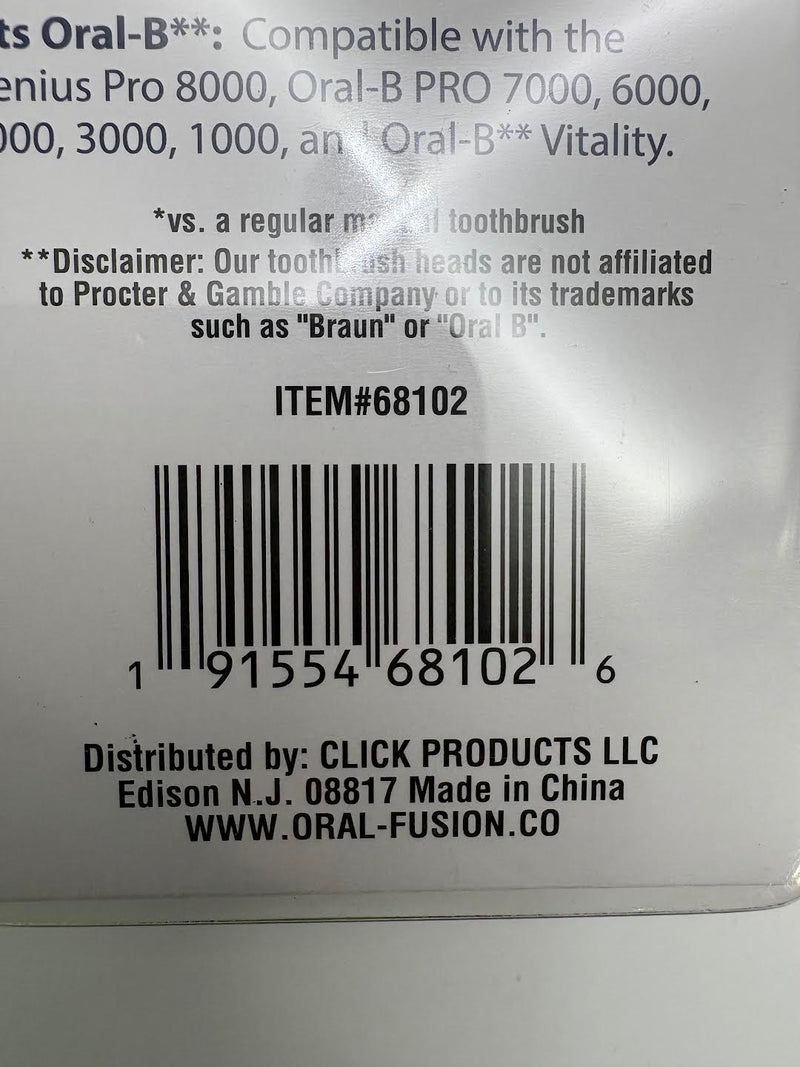 ts Oral-B**: Compatible with the
enius Pro 8000, Oral-B PRO 7000, 6000,
000, 3000, 1000, and Oral-B** Vitality.
*vs. a regular manual toothbrush
**Disclaimer: Our toothbrush heads are not affiliated
to Procter & Gamble Company or to its trademarks
such as "Braun" or "Oral B".
ITEM#68102
1 91554 68102 6
Distributed by: CLICK PRODUCTS LLC
Edison N.J. 08817 Made in China
WWW.ORAL-FUSION.CO